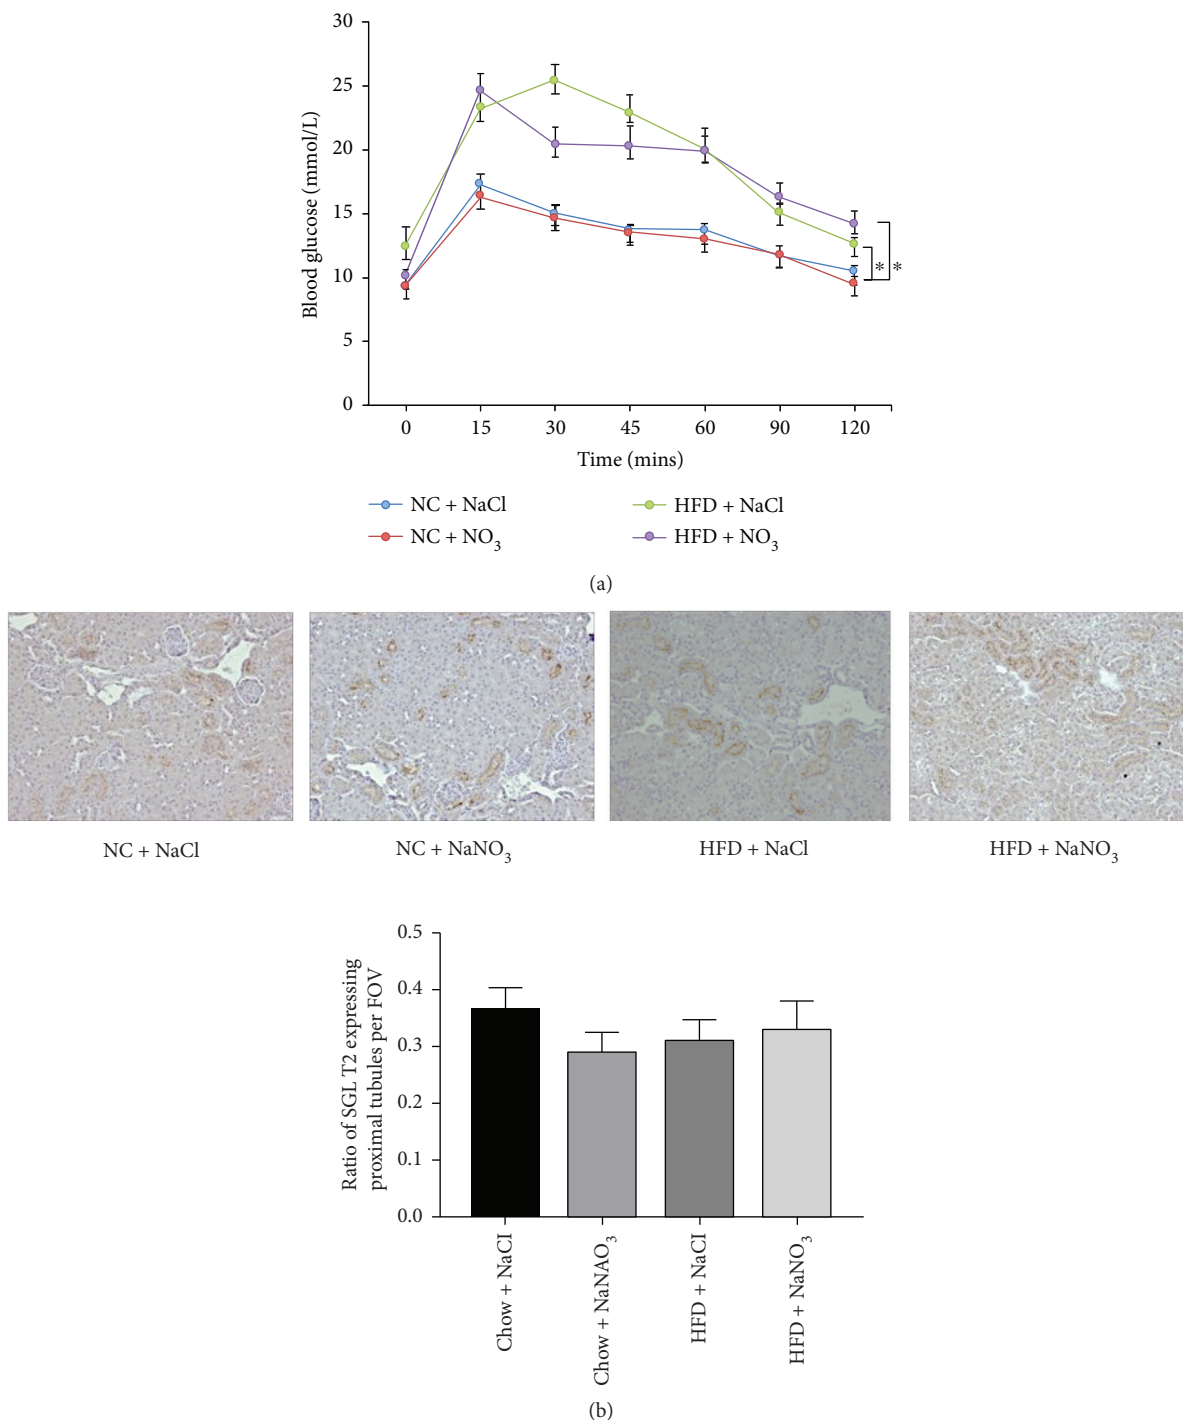 30
25
20
15
10
5
0
Blood glucose (mmol/L)
* *
0 15 30 45 60 90 120
Time (mins)
NC + NaCl HFD + NaCl
NC + NO₃ HFD + NO₃
(a)
NC + NaCl NC + NaNO₃ HFD + NaCl HFD + NaNO₃
0.5
0.4
0.3
0.2
0.1
0.0
Ratio of SGL T2 expressing
proximal tubules per FOV
Chow + NaCI
Chow + NaNAO₃
HFD + NaCI
HFD + NaNO₃
(b)